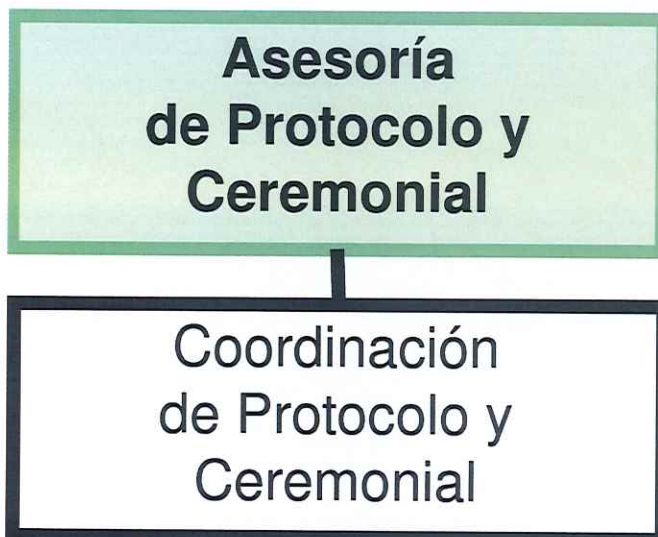 Asesoría
de Protocolo y
Ceremonial
Coordinación
de Protocolo y
Ceremonial